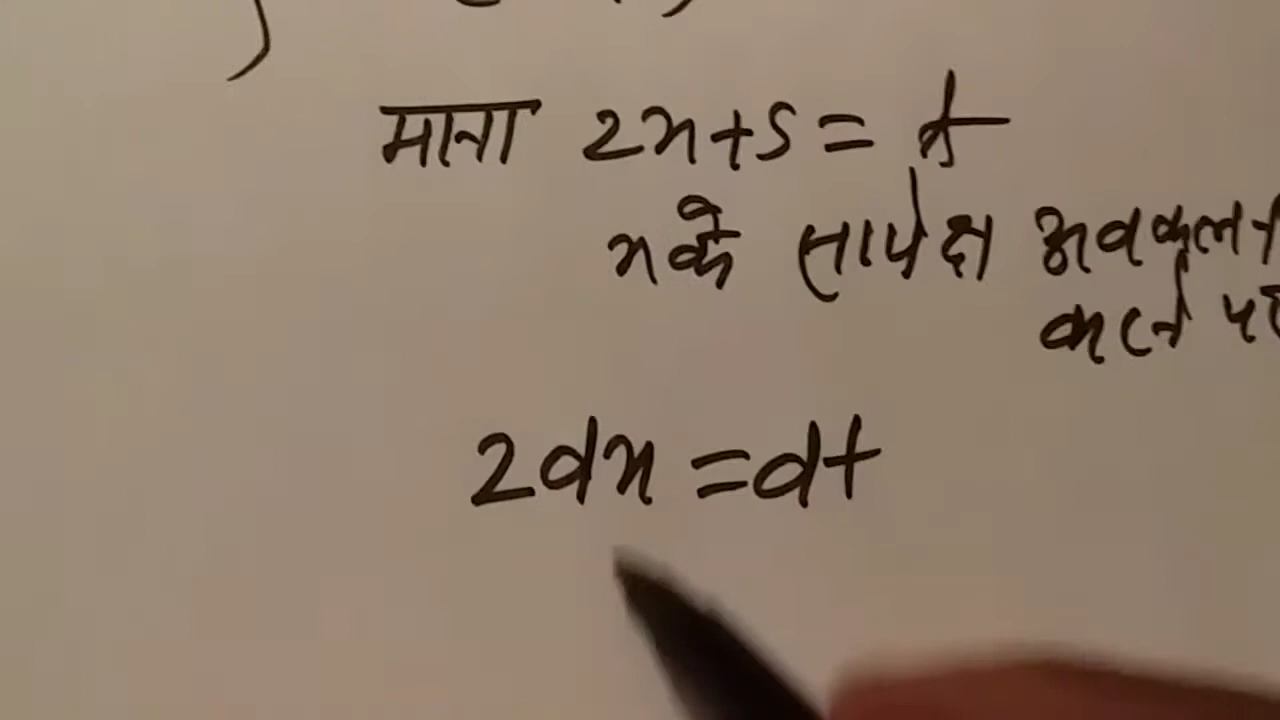 माना 2x+5 = t
x के सापेक्ष अवकलन
करने पर
2dx = dt